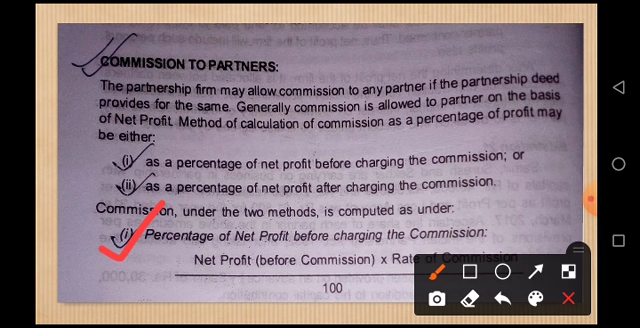 COMMISSION TO PARTNERS:
The partnership firm may allow commission to any partner if the partnership deed
provides for the same. Generally commission is allowed to partner on the basis
of Net Profit. Method of calculation of commission as a percentage of profit may
be either:
(i) as a percentage of net profit before charging the commission; or
(ii) as a percentage of net profit after charging the commission.
Commission, under the two methods, is computed as under:
(i) Percentage of Net Profit before charging the Commission:
Net Profit (before Commission) x Rate of Commission
100